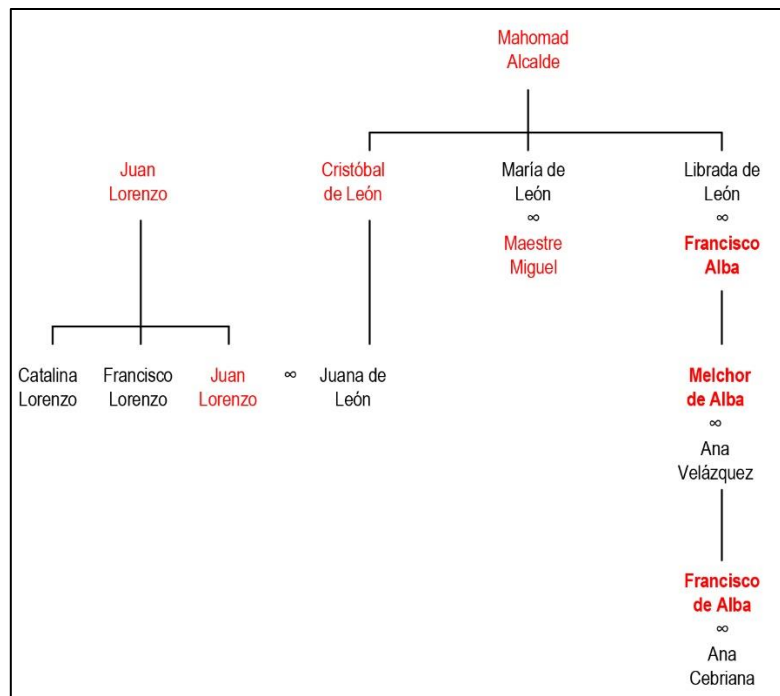 Mahomad
Alcalde
Juan
Lorenzo
Cristóbal
de León
María de
León
∞
Maestre
Miguel
Librada de
León
∞
Francisco
Alba
Catalina
Lorenzo
Francisco
Lorenzo
Juan
Lorenzo
∞
Juana de
León
Melchor
de Alba
∞
Ana
Velázquez
Francisco
de Alba
∞
Ana
Cebriana